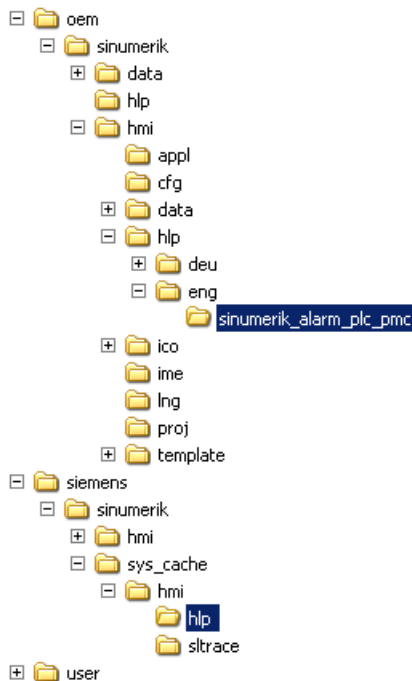 oem
sinumerik
data
hlp
hmi
appl
cfg
data
hlp
deu
eng
sinumerik_alarm_plc_pmc
ico
ime
lng
proj
template
siemens
sinumerik
hmi
sys_cache
hmi
hlp
sltrace
user